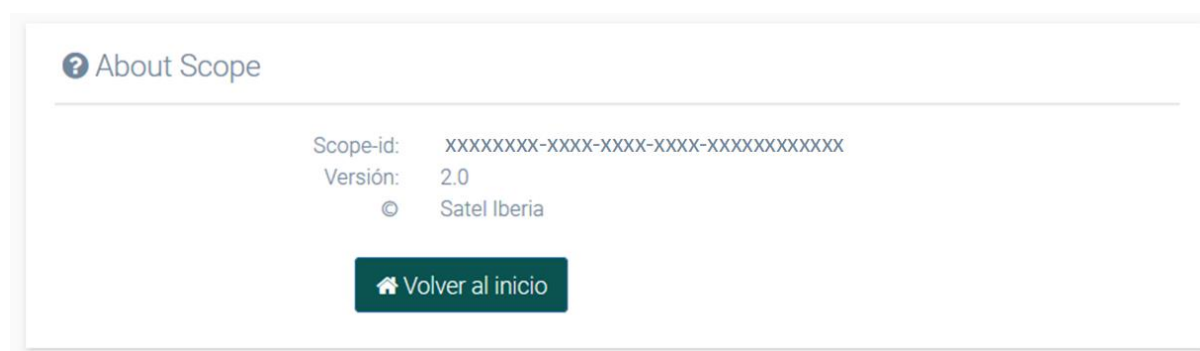 About Scope
Scope-id: xxxxxxxx-xxxx-xxxx-xxxx-xxxxxxxxxxxx
Versión: 2.0
© Satel Iberia
Volver al inicio